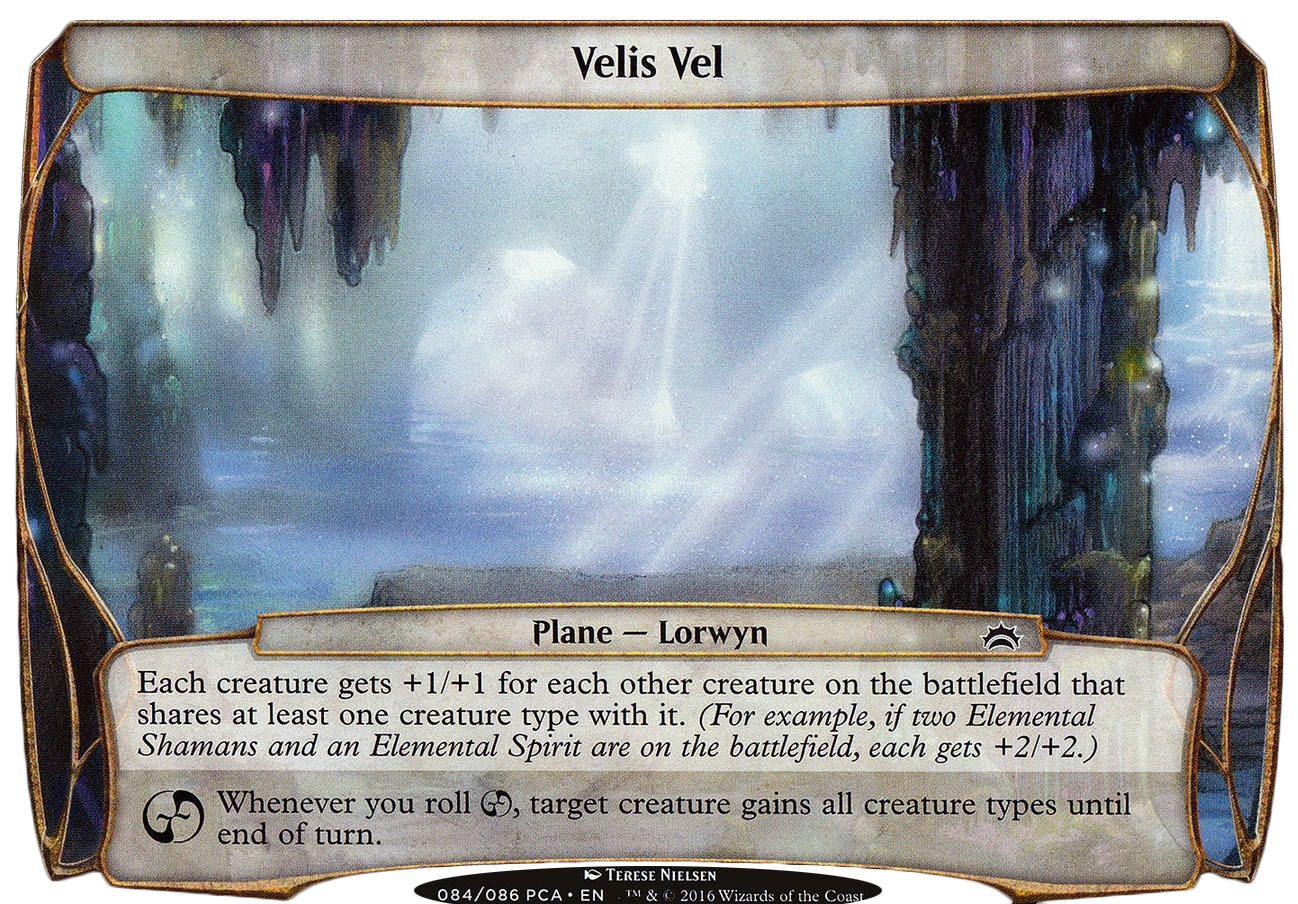 Velis Vel
Plane — Lorwyn
Each creature gets +1/+1 for each other creature on the battlefield that
shares at least one creature type with it. (For example, if two Elemental
Shamans and an Elemental Spirit are on the battlefield, each gets +2/+2.)
Whenever you roll , target creature gains all creature types until
end of turn.
Terese Nielsen
084/086 PCA • EN ™ & © 2016 Wizards of the Coast